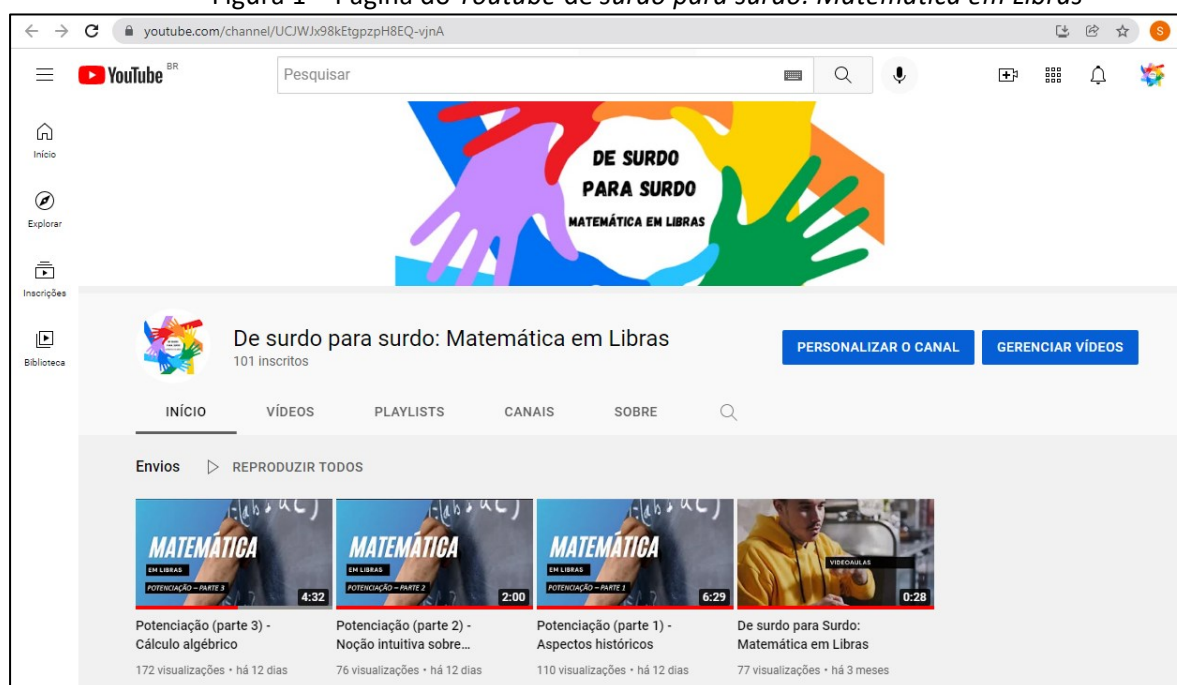 Figura 1 – Página do Youtube de surdo para surdo: Matemática em Libras
youtube.com/channel/UCJWJx98kEtgpzpH8EQ-vjnA
S
YouTube BR
Pesquisar
Início
Explorar
Inscrições
Biblioteca
DE SURDO
PARA SURDO
MATEMÁTICA EM LIBRAS
De surdo para surdo: Matemática em Libras
101 inscritos
PERSONALIZAR O CANAL
GERENCIAR VÍDEOS
INÍCIO VÍDEOS PLAYLISTS CANAIS SOBRE
Envios REPRODUZIR TODOS
MATEMÁTICA
EM LIBRAS
POTENCIAÇÃO – PARTE 3
4:32
MATEMÁTICA
EM LIBRAS
POTENCIAÇÃO – PARTE 2
2:00
MATEMÁTICA
EM LIBRAS
POTENCIAÇÃO – PARTE 1
6:29
VIDEOAULAS
0:28
Potenciação (parte 3) -
Cálculo algébrico
172 visualizações • há 12 dias
Potenciação (parte 2) -
Noção intuitiva sobre...
76 visualizações • há 12 dias
Potenciação (parte 1) -
Aspectos históricos
110 visualizações • há 12 dias
De surdo para Surdo:
Matemática em Libras
77 visualizações • há 3 meses